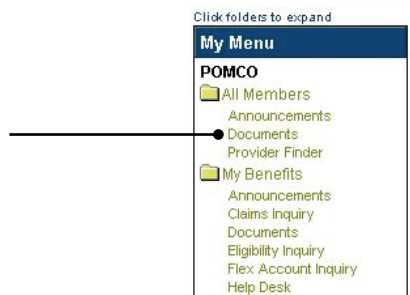 Click folders to expand
My Menu
POMCO
All Members
Announcements
Documents
Provider Finder
My Benefits
Announcements
Claims Inquiry
Documents
Eligibility Inquiry
Flex Account Inquiry
Help Desk